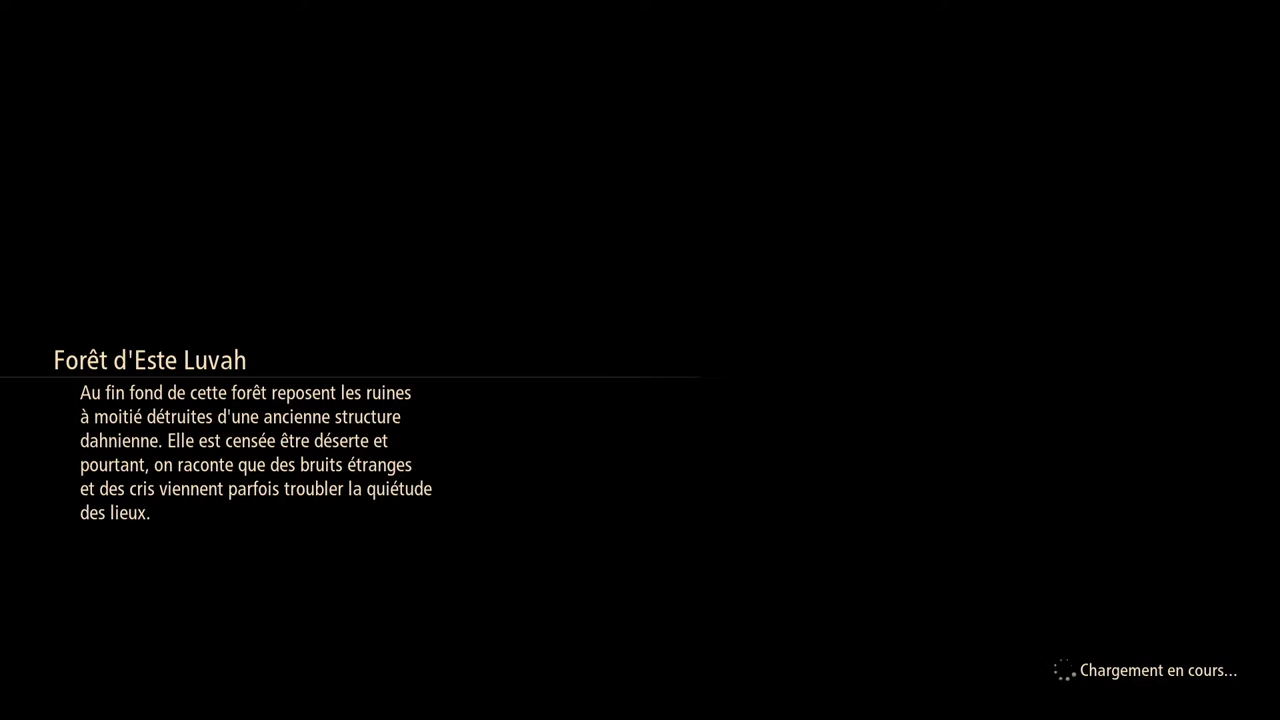 Forêt d'Este Luvah
Au fin fond de cette forêt reposent les ruines
à moitié détruites d'une ancienne structure
dahnienne. Elle est censée être déserte et
pourtant, on raconte que des bruits étranges
et des cris viennent parfois troubler la quiétude
des lieux.
Chargement en cours...